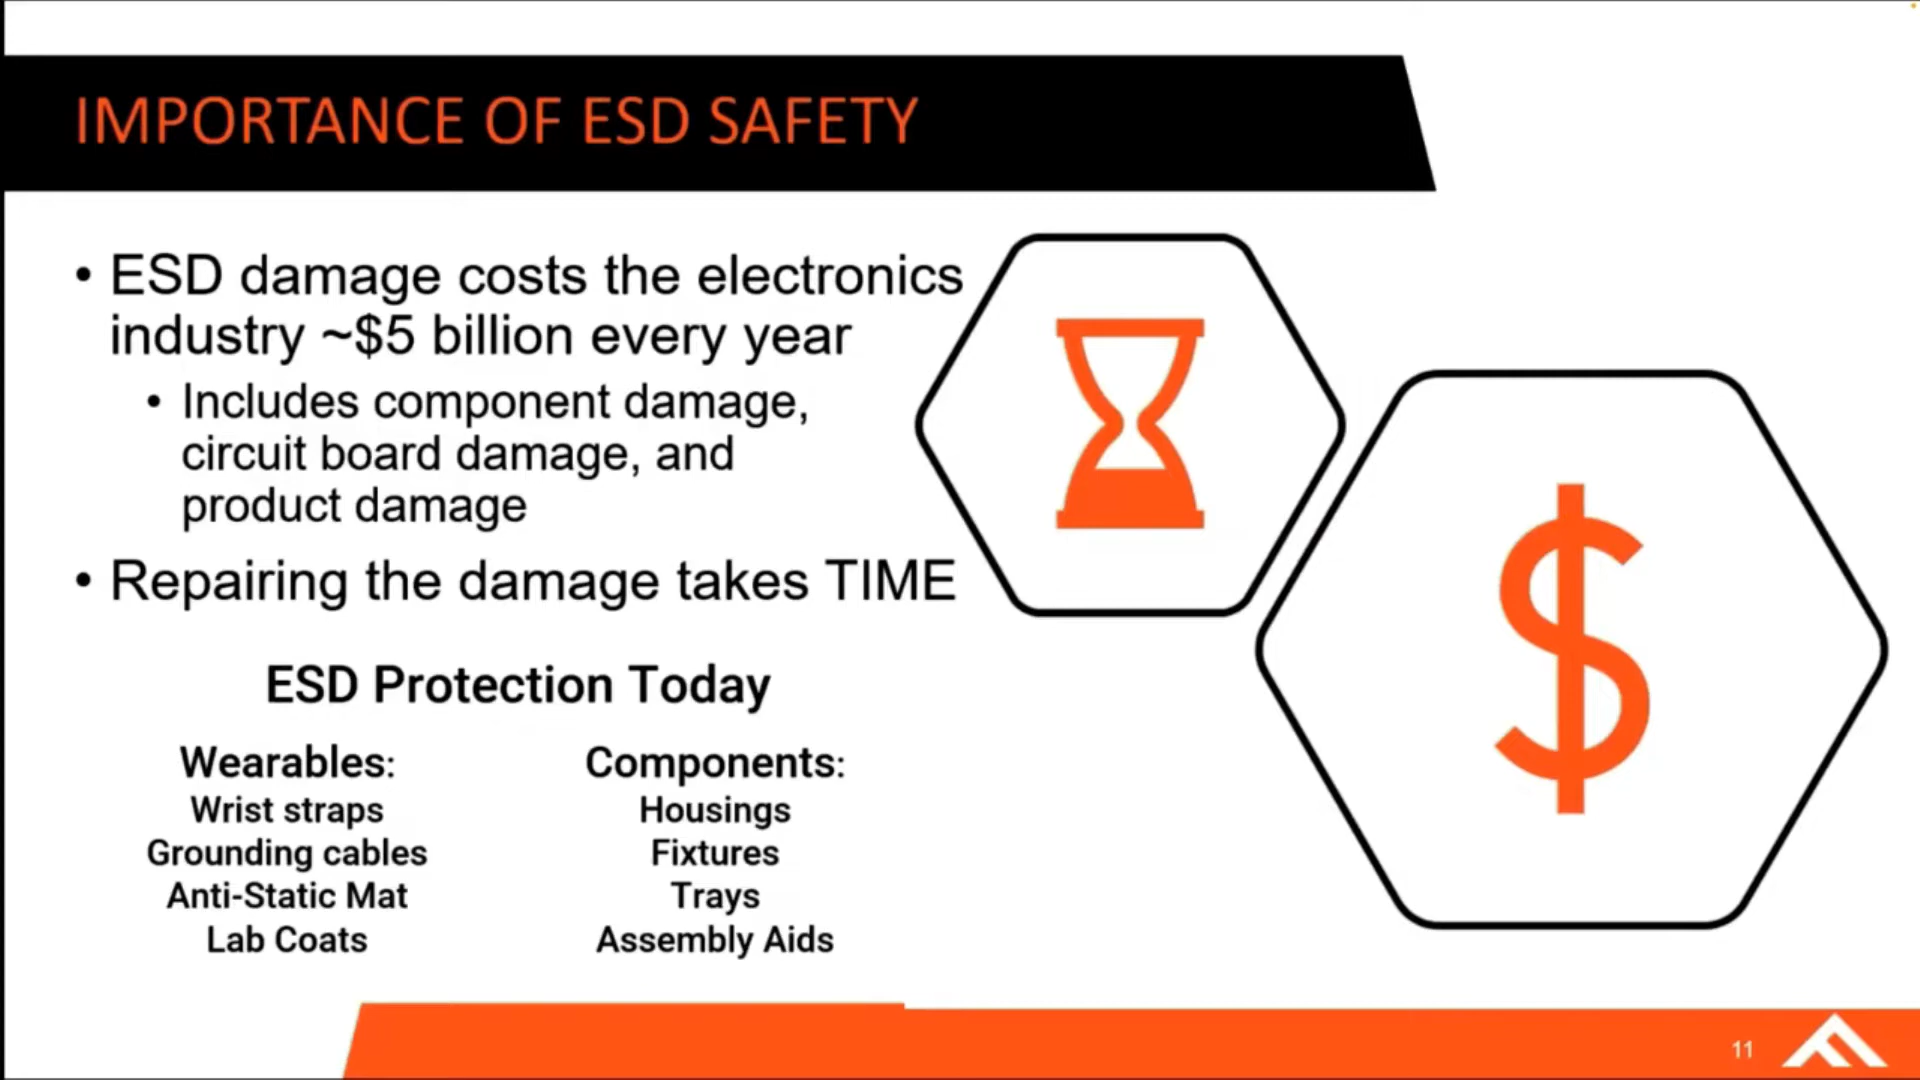 IMPORTANCE OF ESD SAFETY
• ESD damage costs the electronics
industry ~$5 billion every year
• Includes component damage,
circuit board damage, and
product damage
• Repairing the damage takes TIME
ESD Protection Today
Wearables:
Wrist straps
Grounding cables
Anti-Static Mat
Lab Coats
Components:
Housings
Fixtures
Trays
Assembly Aids
$
11